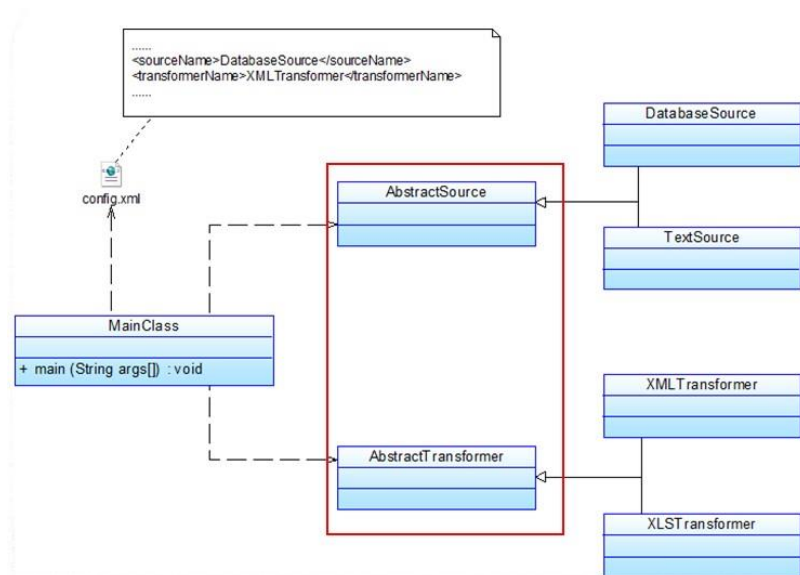 ......
<sourceName>DatabaseSource</sourceName>
<transformerName>XMLTransformer</transformerName>
......
config.xml
MainClass
+ main (String args[]) : void
AbstractSource
AbstractTransformer
DatabaseSource
TextSource
XMLTransformer
XLSTransformer